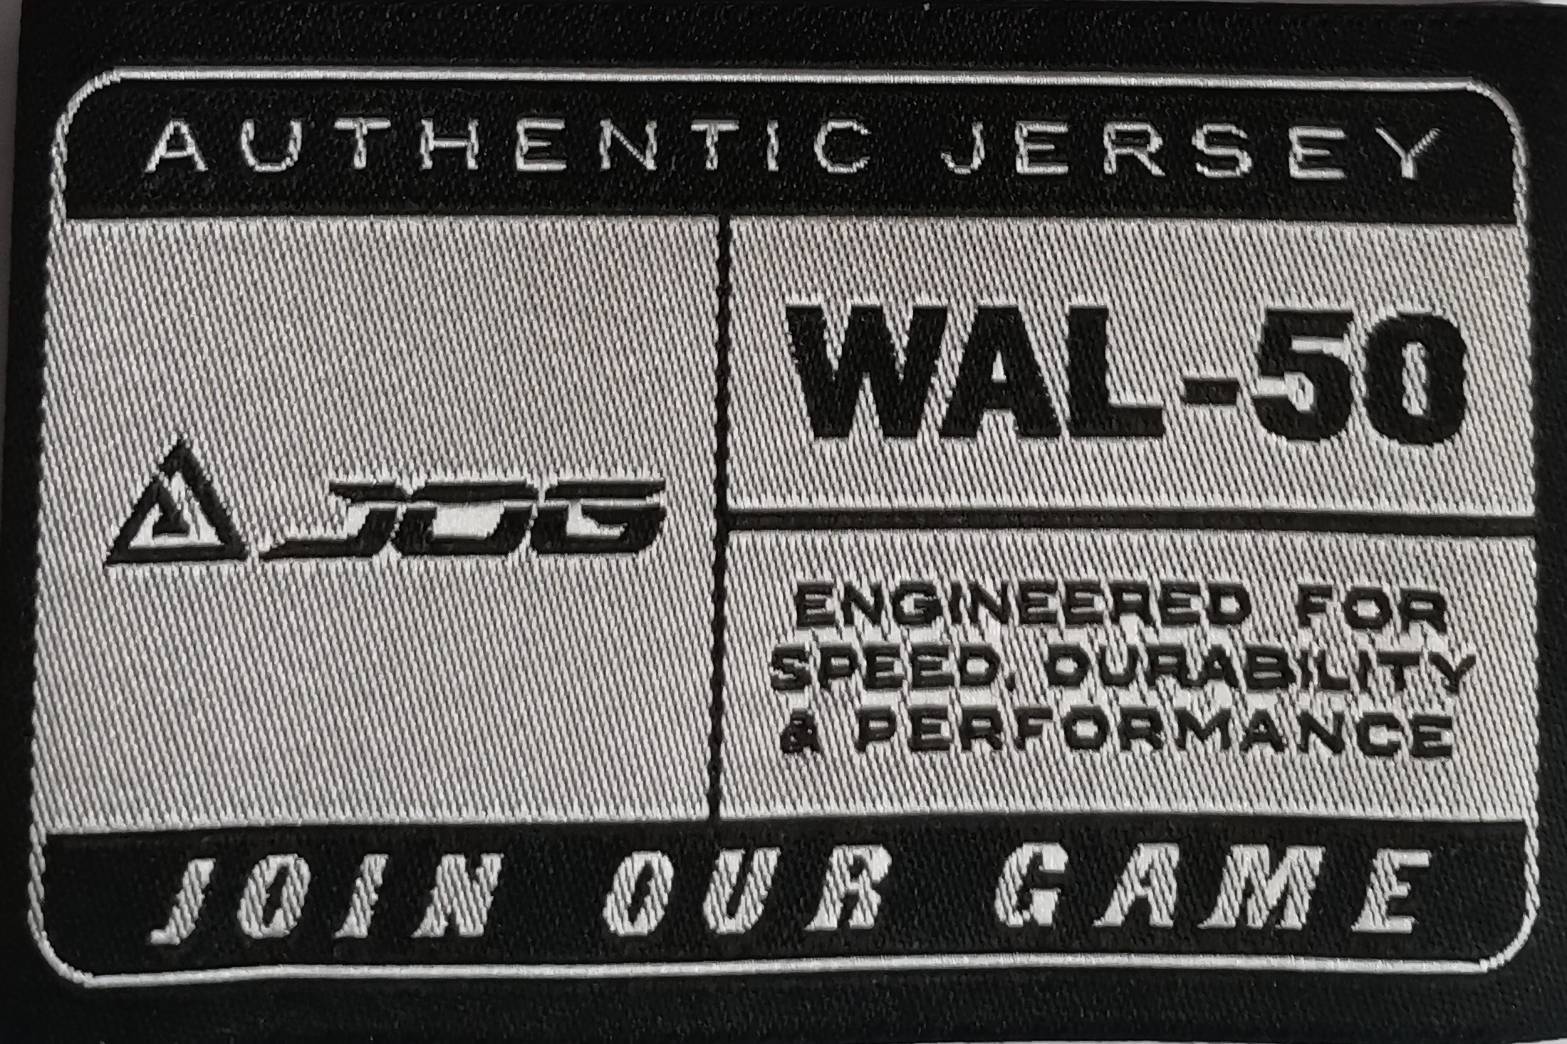 AUTHENTIC JERSEY
JOG
WAL-50
ENGINEERED FOR
SPEED, DURABILITY
& PERFORMANCE
JOIN OUR GAME